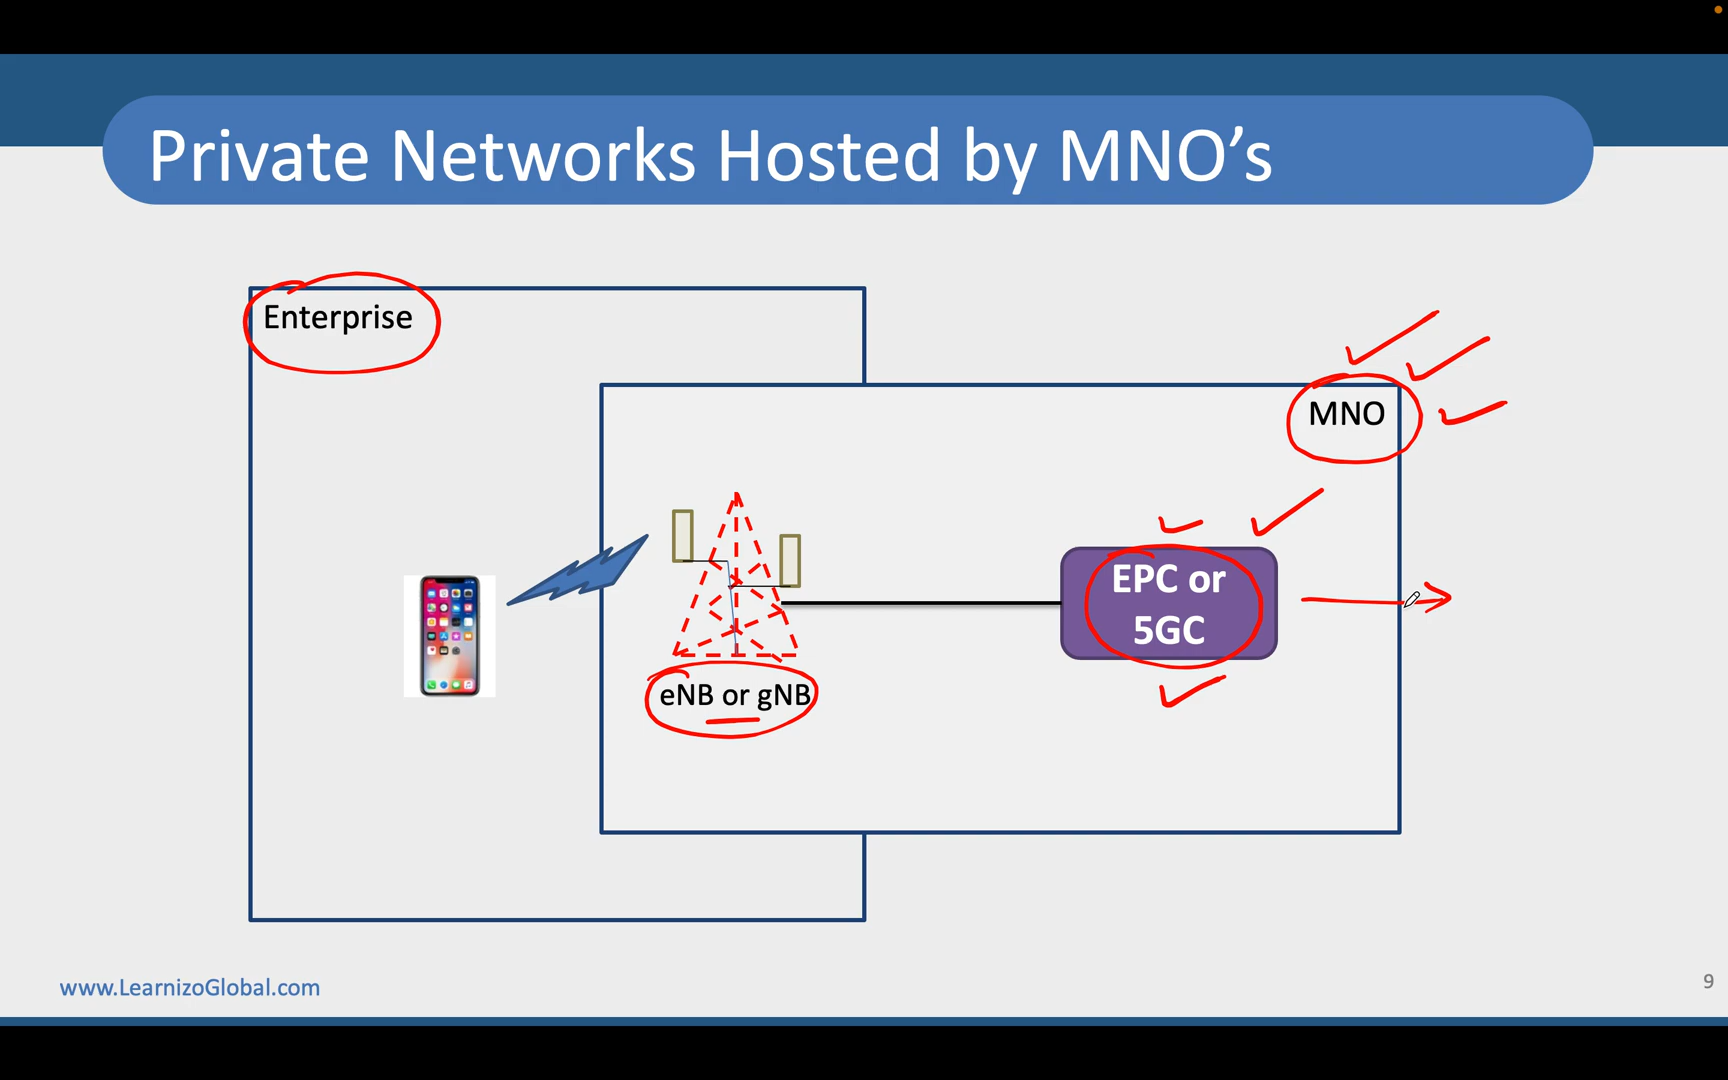 Private Networks Hosted by MNO’s
Enterprise
MNO
EPC or
5GC
eNB or gNB
www.LearnizoGlobal.com
9